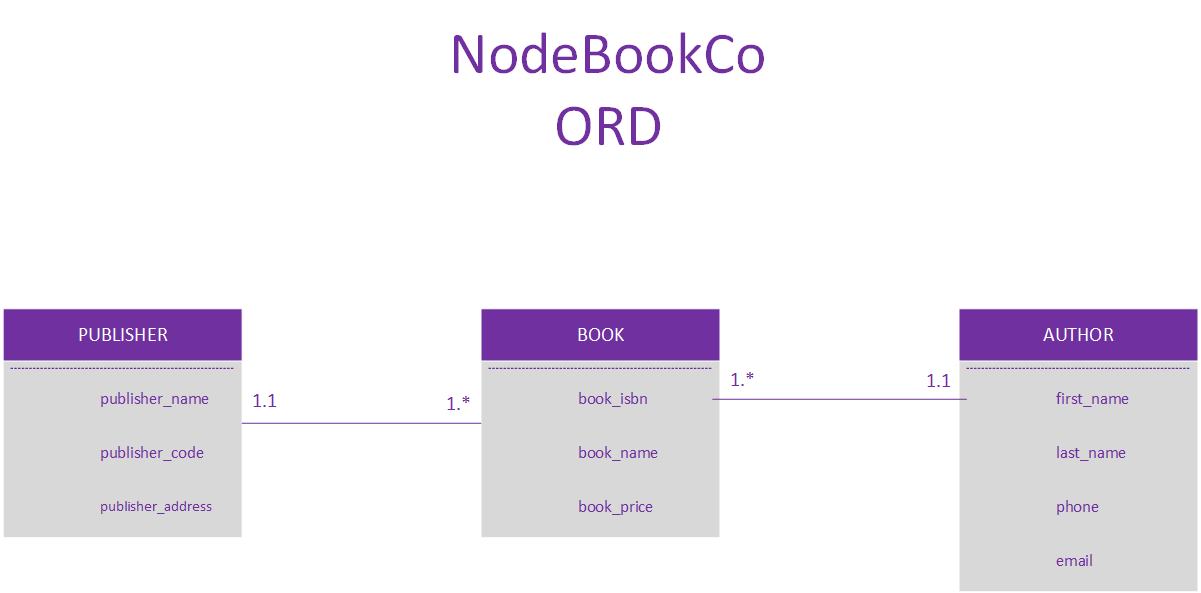 NodeBookCo
ORD
PUBLISHER
publisher_name
publisher_code
publisher_address
1.1
1.*
BOOK
book_isbn
book_name
book_price
1.*
1.1
AUTHOR
first_name
last_name
phone
email